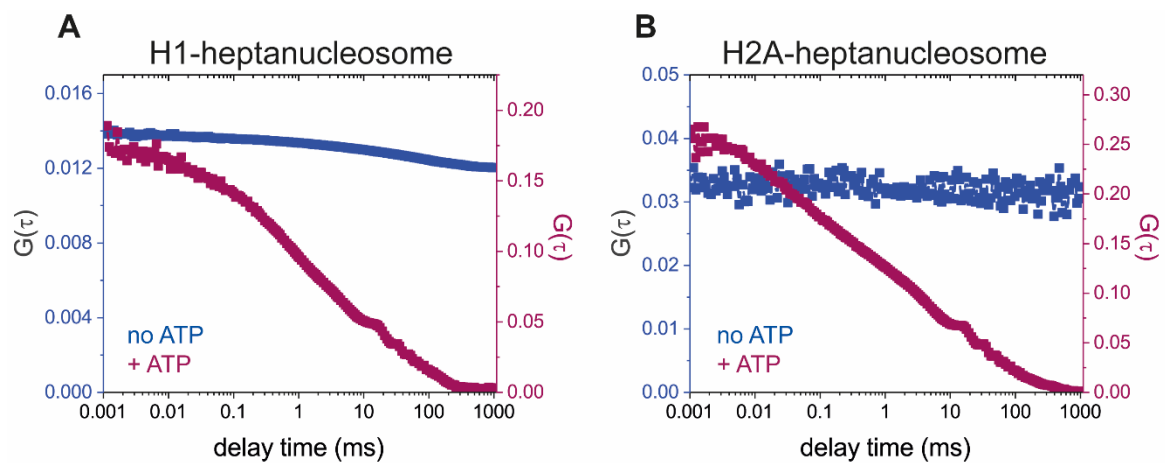 A
H1-heptanucleosome
0.016
0.012
0.008
0.004
0.000
G(τ)
0.20
0.15
0.10
0.05
0.00
G(τ)
no ATP
+ ATP
0.001 0.01 0.1 1 10 100 1000
delay time (ms)
B
H2A-heptanucleosome
0.05
0.04
0.03
0.02
0.01
0.00
G(τ)
0.30
0.25
0.20
0.15
0.10
0.05
0.00
G(τ)
no ATP
+ ATP
0.001 0.01 0.1 1 10 100 1000
delay time (ms)